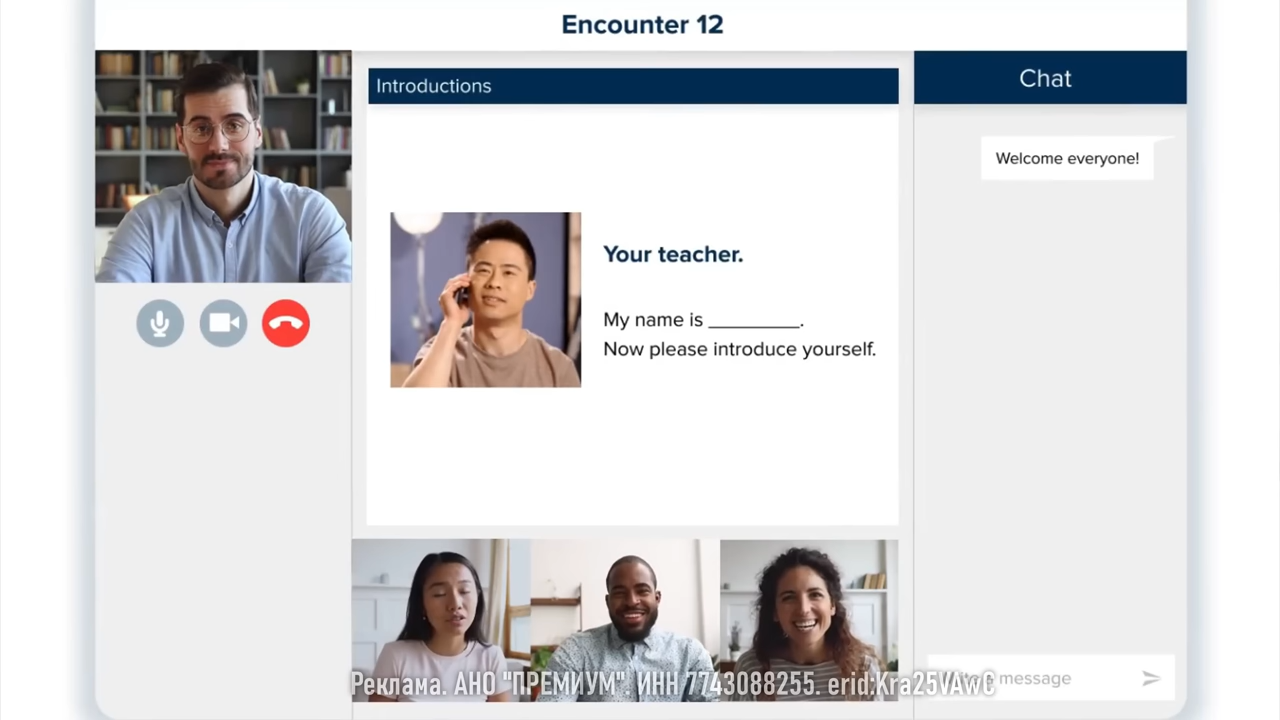 Encounter 12
Introductions
Chat
Welcome everyone!
Your teacher.
My name is ________.
Now please introduce yourself.
message
Реклама. АНО "ПРЕМИУМ" ИНН 7743088255. erid:Kra25VAwC